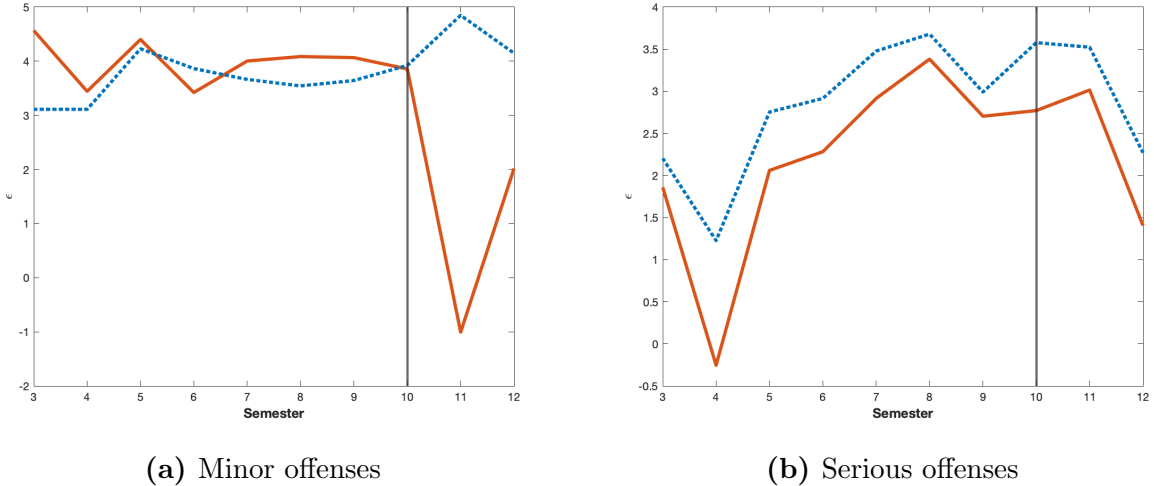 5
4
3
2
1
0
-1
-2
ϵ
3 4 5 6 7 8 9 10 11 12
Semester
(a) Minor offenses
4
3.5
3
2.5
2
1.5
1
0.5
0
-0.5
ϵ
3 4 5 6 7 8 9 10 11 12
Semester
(b) Serious offenses